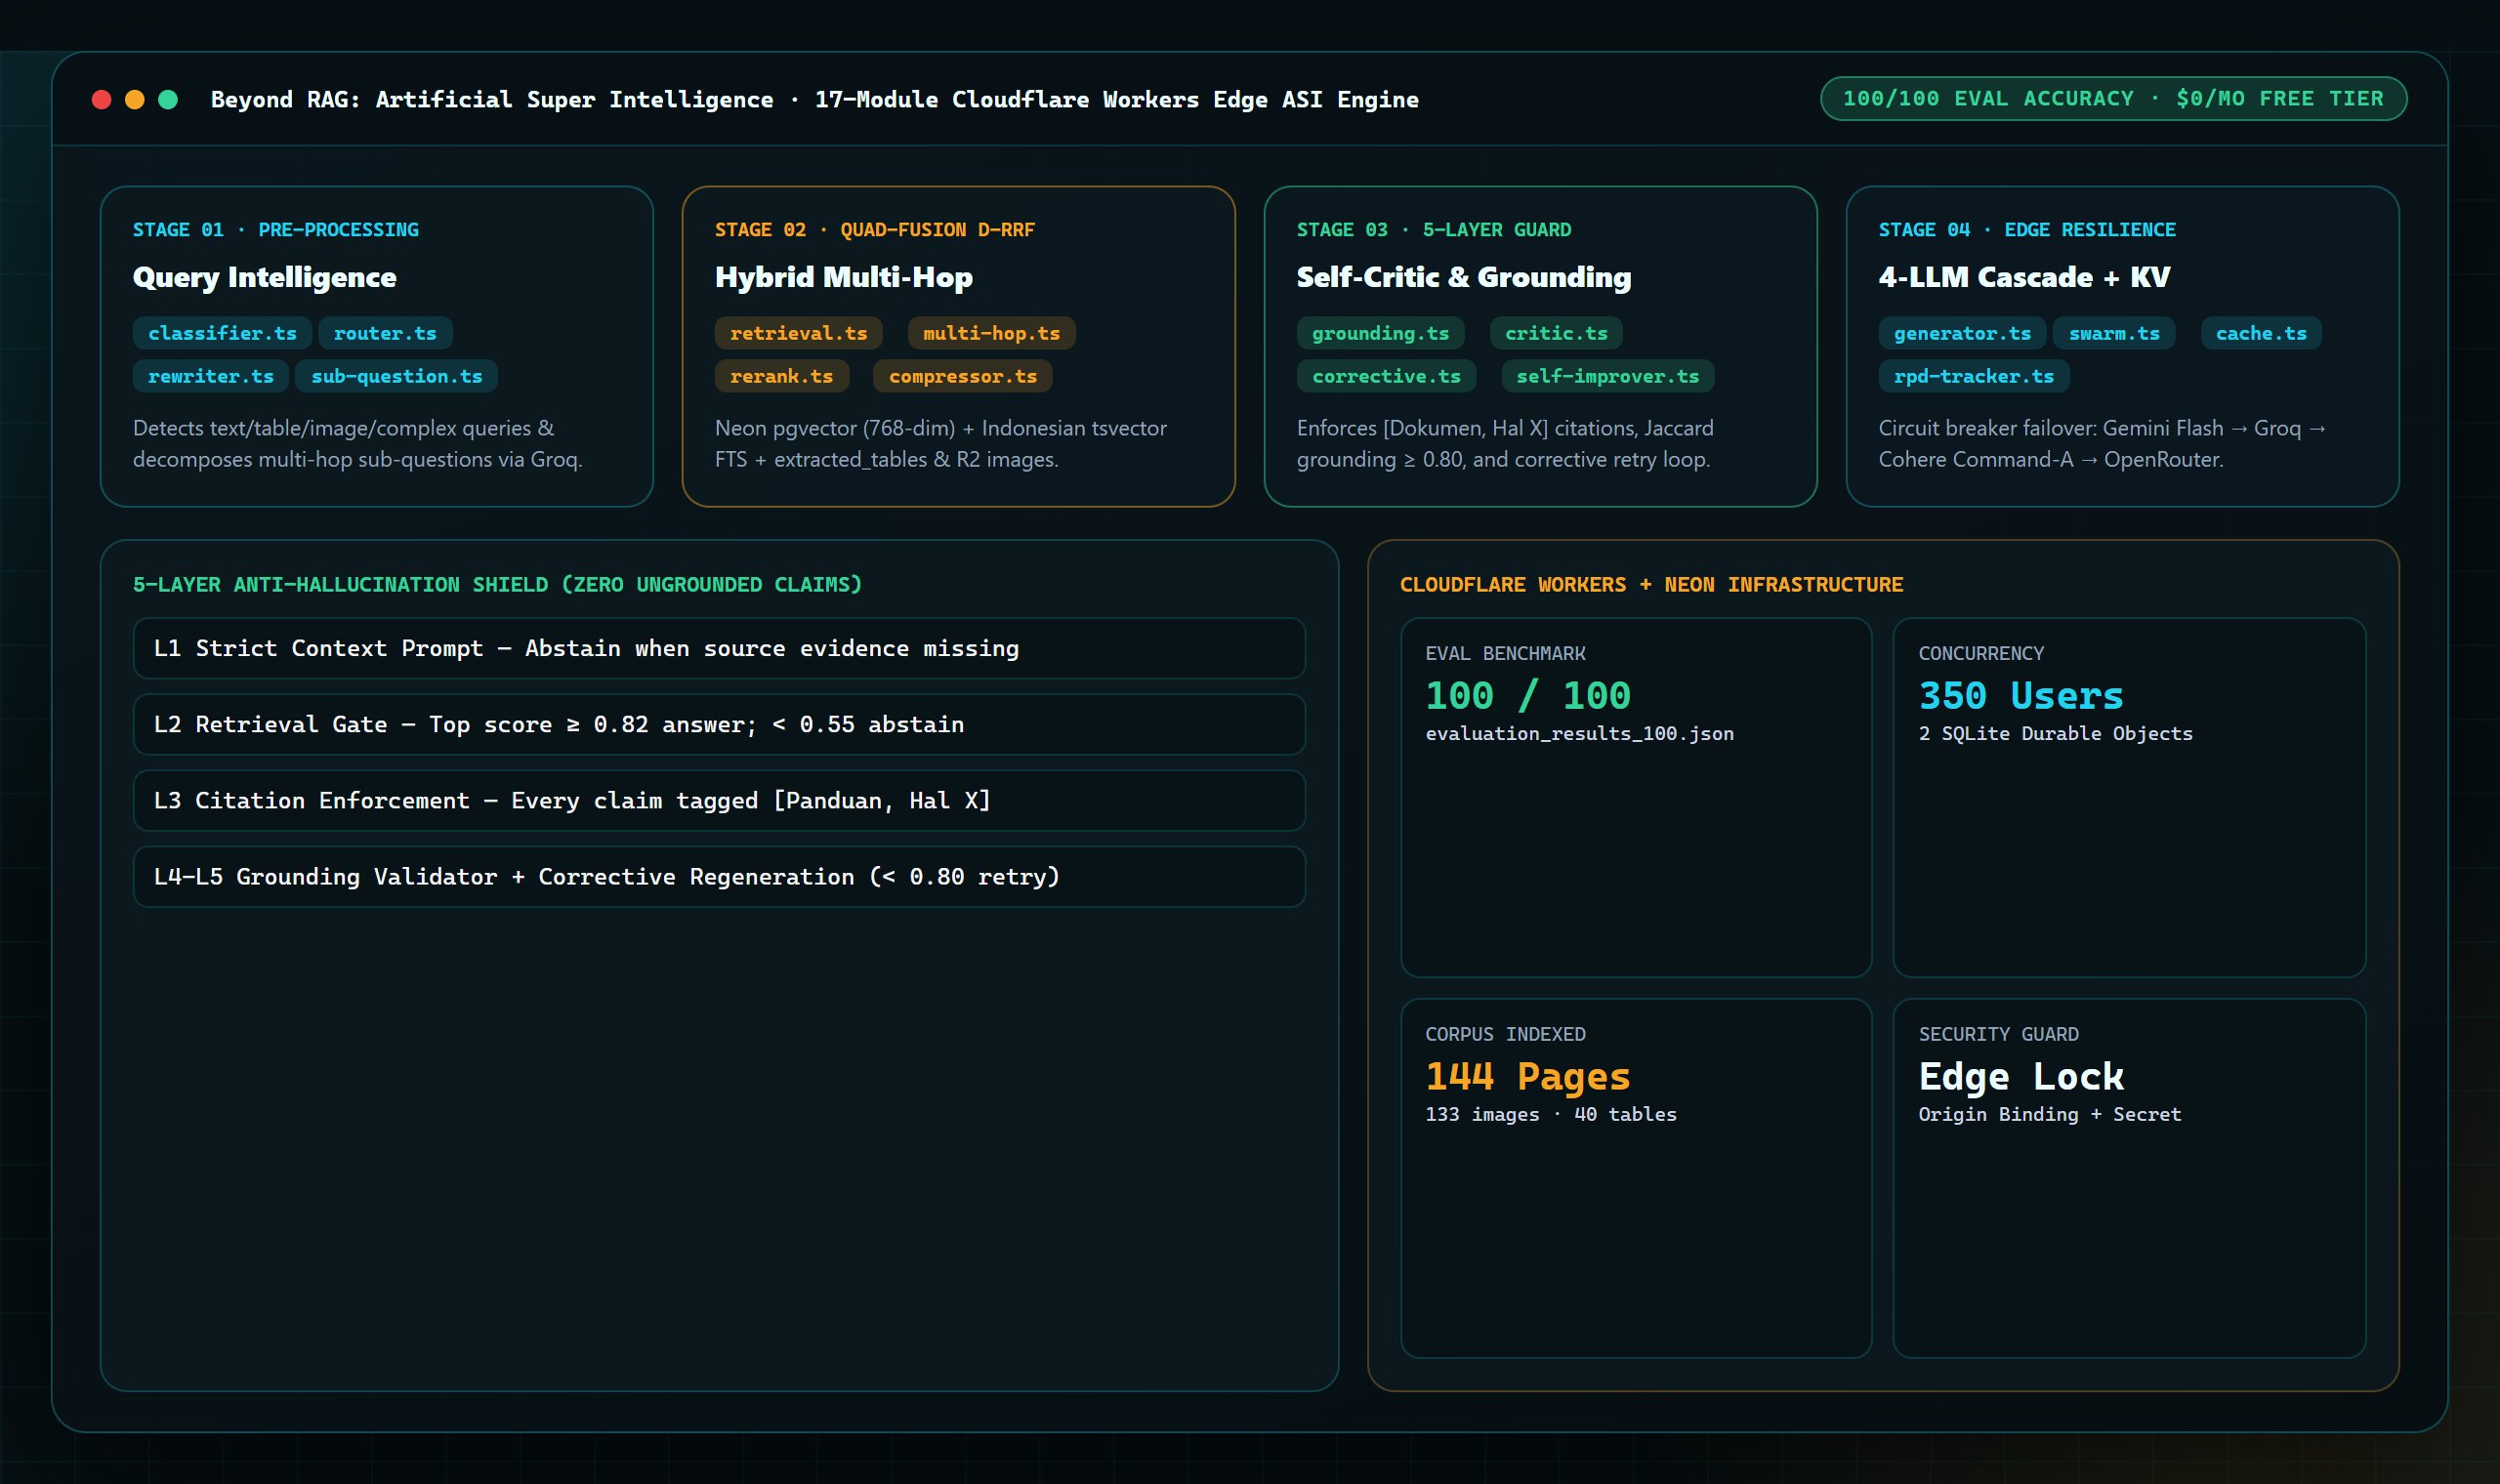 Beyond RAG: Artificial Super Intelligence · 17-Module Cloudflare Workers Edge ASI Engine
100/100 EVAL ACCURACY · $0/MO FREE TIER
STAGE 01 · PRE-PROCESSING
Query Intelligence
classifier.ts router.ts
rewriter.ts sub-question.ts
Detects text/table/image/complex queries &
decomposes multi-hop sub-questions via Groq.
STAGE 02 · QUAD-FUSION D-RRF
Hybrid Multi-Hop
retrieval.ts multi-hop.ts
rerank.ts compressor.ts
Neon pgvector (768-dim) + Indonesian tsvector
FTS + extracted_tables & R2 images.
STAGE 03 · 5-LAYER GUARD
Self-Critic & Grounding
grounding.ts critic.ts
corrective.ts self-improver.ts
Enforces [Dokumen, Hal X] citations, Jaccard
grounding ≥ 0.80, and corrective retry loop.
STAGE 04 · EDGE RESILIENCE
4-LLM Cascade + KV
generator.ts swarm.ts cache.ts
rpd-tracker.ts
Circuit breaker failover: Gemini Flash → Groq →
Cohere Command-A → OpenRouter.
5-LAYER ANTI-HALLUCINATION SHIELD (ZERO UNGROUNDED CLAIMS)
L1 Strict Context Prompt — Abstain when source evidence missing
L2 Retrieval Gate — Top score ≥ 0.82 answer; < 0.55 abstain
L3 Citation Enforcement — Every claim tagged [Panduan, Hal X]
L4-L5 Grounding Validator + Corrective Regeneration (< 0.80 retry)
CLOUDFLARE WORKERS + NEON INFRASTRUCTURE
EVAL BENCHMARK
100 / 100
evaluation_results_100.json
CONCURRENCY
350 Users
2 SQLite Durable Objects
CORPUS INDEXED
144 Pages
133 images · 40 tables
SECURITY GUARD
Edge Lock
Origin Binding + Secret